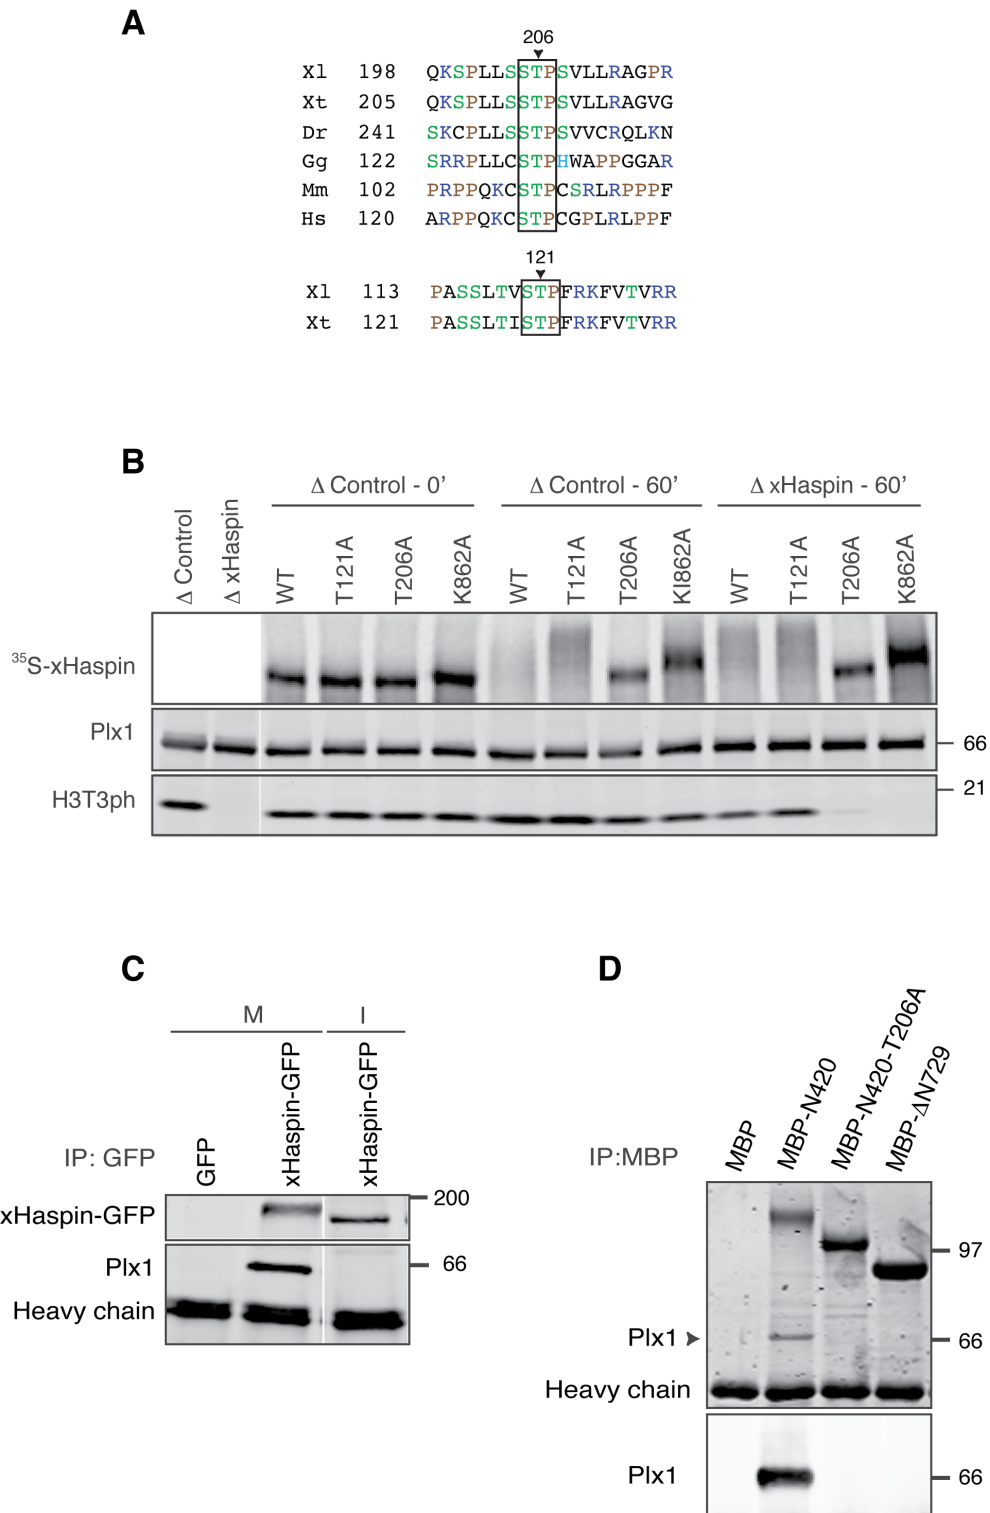 A
206
Xl 198 QKSPLLSSTPSVLLRAGPR
Xt 205 QKSPLLSSTPSVLLRAGVG
Dr 241 SKCPLLSSTPSVVCRQLKN
Gg 122 SRRPLLCSTPHWAPPGGAR
Mm 102 PRPPQKCSTPCSRLRPPPF
Hs 120 ARPPQKCSTPCGPLRLPPF
121
Xl 113 PASSLTVSTPFRKFVTVRR
Xt 121 PASSLTISTPFRKFVTVRR
B
Δ Control - 0’ Δ Control - 60’ Δ xHaspin - 60’
Δ Control Δ xHaspin WT T121A T206A K862A WT T121A T206A KI862A WT T121A T206A K862A
35S-xHaspin
Plx1 66
H3T3ph 21
C
M I
IP: GFP GFP xHaspin-GFP xHaspin-GFP
xHaspin-GFP 200
Plx1 66
Heavy chain
D
IP:MBP MBP MBP-N420 MBP-N420-T206A MBP-ΔN729
97
Plx1 66
Heavy chain
Plx1 66